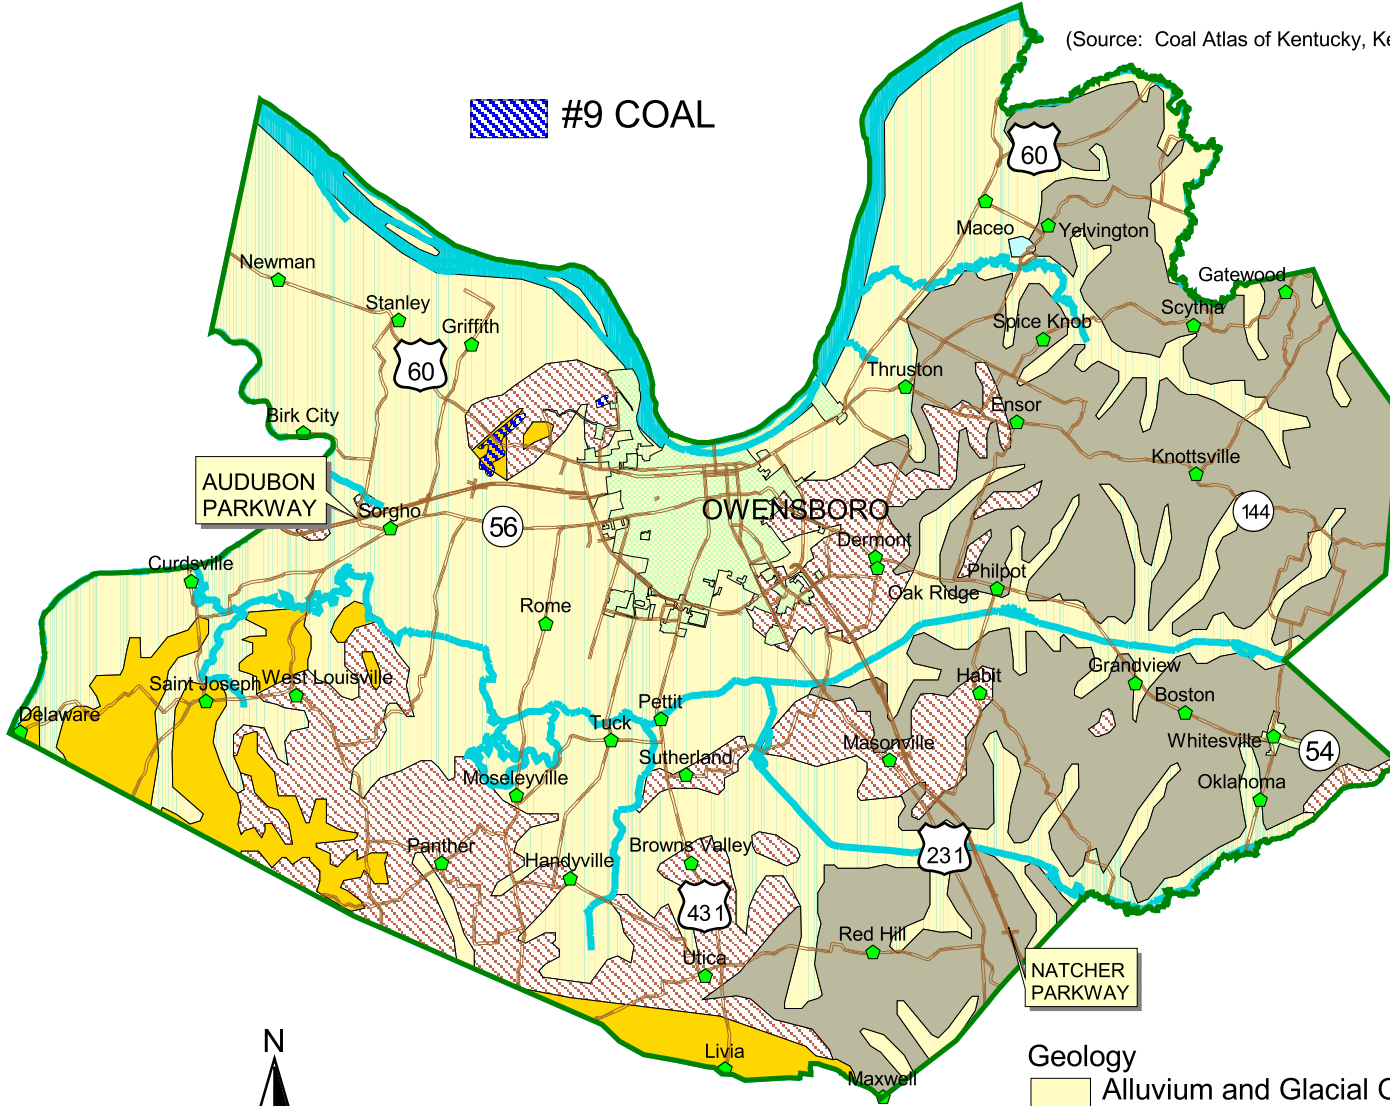 (Source: Coal Atlas of Kentucky, Ke
#9 COAL
60
Maceo
Yelvington
Newman
Gatewood
Stanley
Scythia
Griffith
Spice Knob
60
Thruston
Birk City
Ensor
Knottsville
AUDUBON
PARKWAY
Sorgho
OWENSBORO
144
56
Dermont
Curdsville
Philpot
Oak Ridge
Rome
Grandview
Saint Joseph
West Louisville
Habit
Boston
Pettit
Delaware
Tuck
Masonville
Whitesville
54
Sutherland
Moseleyville
Oklahoma
Panther
Browns Valley
Handyville
231
431
Red Hill
Utica
NATCHER
PARKWAY
N
Livia
Geology
Maxwell
Alluvium and Glacial O